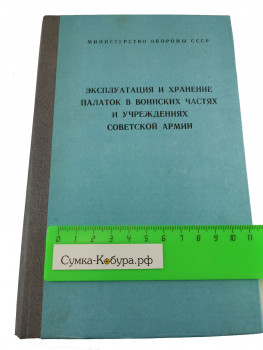 МИНИСТЕРСТВО ОБОРОНЫ СССР
ЭКСПЛУАТАЦИЯ И ХРАНЕНИЕ
ПАЛАТОК В ВОИНСКИХ ЧАСТЯХ
И УЧРЕЖДЕНИЯХ
СОВЕТСКОЙ АРМИИ
0 1 2 3 4 5 6 7 8 9 10 11
Сумка-Кобура.рф